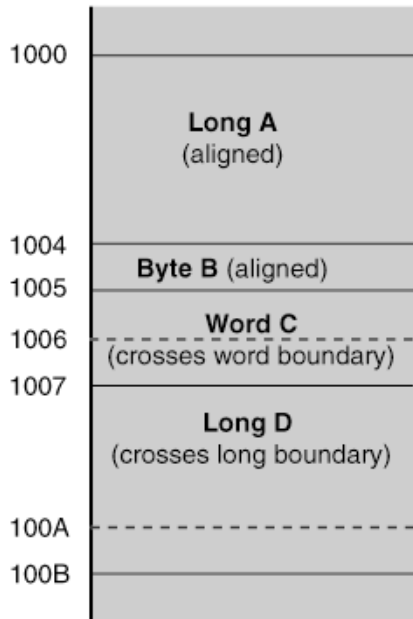 1000
Long A
(aligned)
1004
Byte B (aligned)
1005
Word C
1006
(crosses word boundary)
1007
Long D
(crosses long boundary)
100A
100B